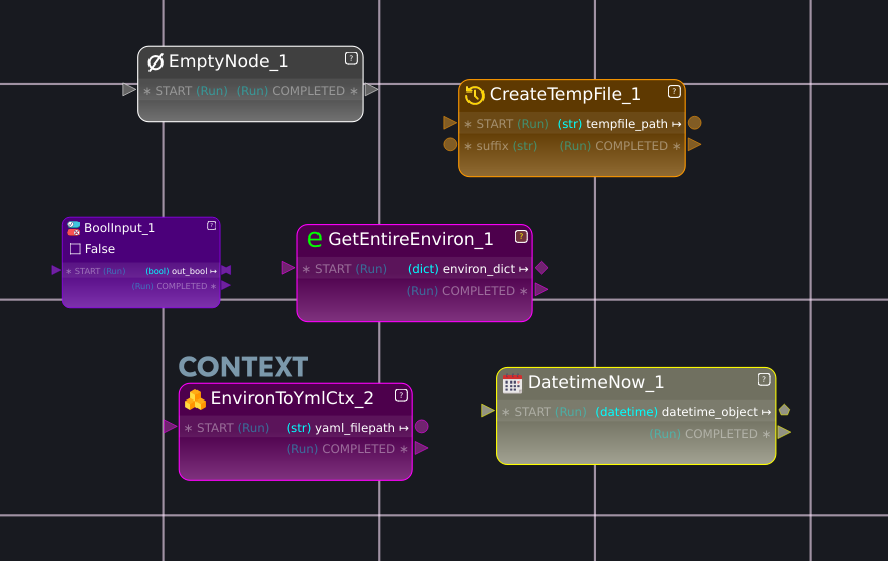 EmptyNode_1 ?
∗ START (Run) (Run) COMPLETED ∗
CreateTempFile_1 ?
∗ START (Run) (str) tempfile_path ↦
∗ suffix (str) (Run) COMPLETED ∗
BoolInput_1 ?
False
∗ START (Run) (bool) out_bool ↦
(Run) COMPLETED ∗
e GetEntireEnviron_1 ?
∗ START (Run) (dict) environ_dict ↦
(Run) COMPLETED ∗
CONTEXT
EnvironToYmlCtx_2 ?
∗ START (Run) (str) yaml_filepath ↦
(Run) COMPLETED ∗
DatetimeNow_1 ?
∗ START (Run) (datetime) datetime_object ↦
(Run) COMPLETED ∗